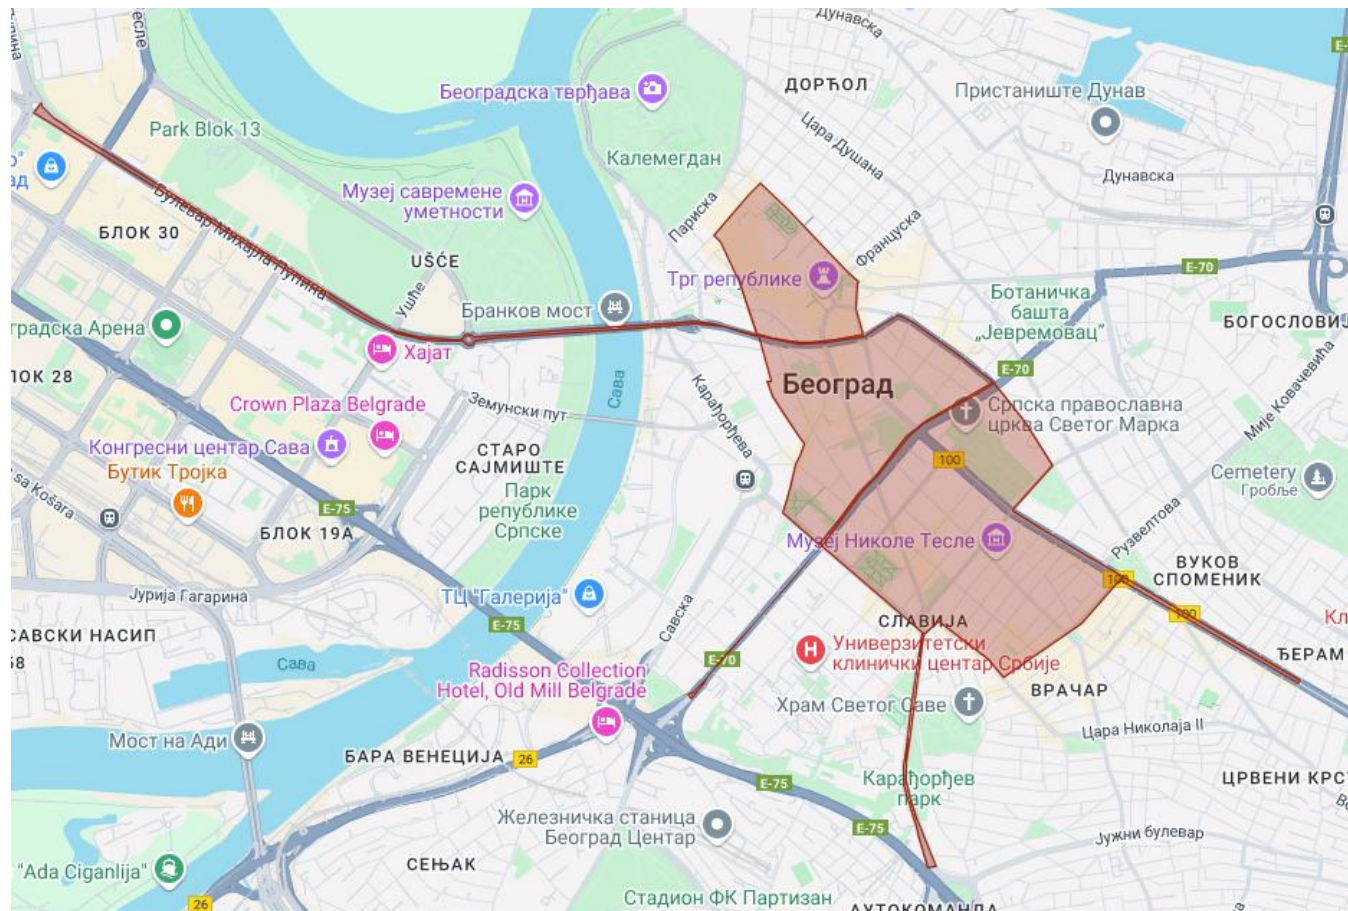 Дунавска
ДОРЋОЛ
Пристаниште Дунав
Београдска тврђава
Park Blok 13
Калемегдан
Цара Душана
Дунавска
Музеј савремене
уметности
Париска
Француска
БЛОК 30
Булевар Михајла Пупина
УШЋЕ
Ушће
Трг републике
E-70
Бранков мост
Ботаничка
башта
„Јевремовац“
БОГОСЛОВИЈ
градска Арена
Хајат
E-70
ЛОК 28
Београд
Сава
Карађорђева
Мије Ковачевића
Crown Plaza Belgrade
Земунски пут
Српска православна
црква Светог Марка
Конгресни центар Сава
СТАРО
САЈМИШТЕ
100
Бутик Тројка
Cemetery
Гробље
sa Košara
Парк
републике
Српске
E-75
БЛОК 19А
Музеј Николе Тесле
Рузвелтова
ВУКОВ
СПОМЕНИК
100
Јурија Гагарина
ТЦ "Галерија"
100
E-75
Савска
СЛАВИЈА
САВСКИ НАСИП
Универзитетски
клинички центар Србије
E-70
ЂЕРАМ
Сава
Radisson Collection
Hotel, Old Mill Belgrade
ВРАЧАР
Храм Светог Саве
Цара Николаја II
Мост на Ади
БАРА ВЕНЕЦИЈА
26
E-75
Карађорђев
парк
ЦРВЕНИ КРС
Железничка станица
Београд Центар
E-75
Јужни булевар
"Ada Ciganlija"
СЕЊАК
26
Стадион ФК Партизан
АУТОКОМАНДА